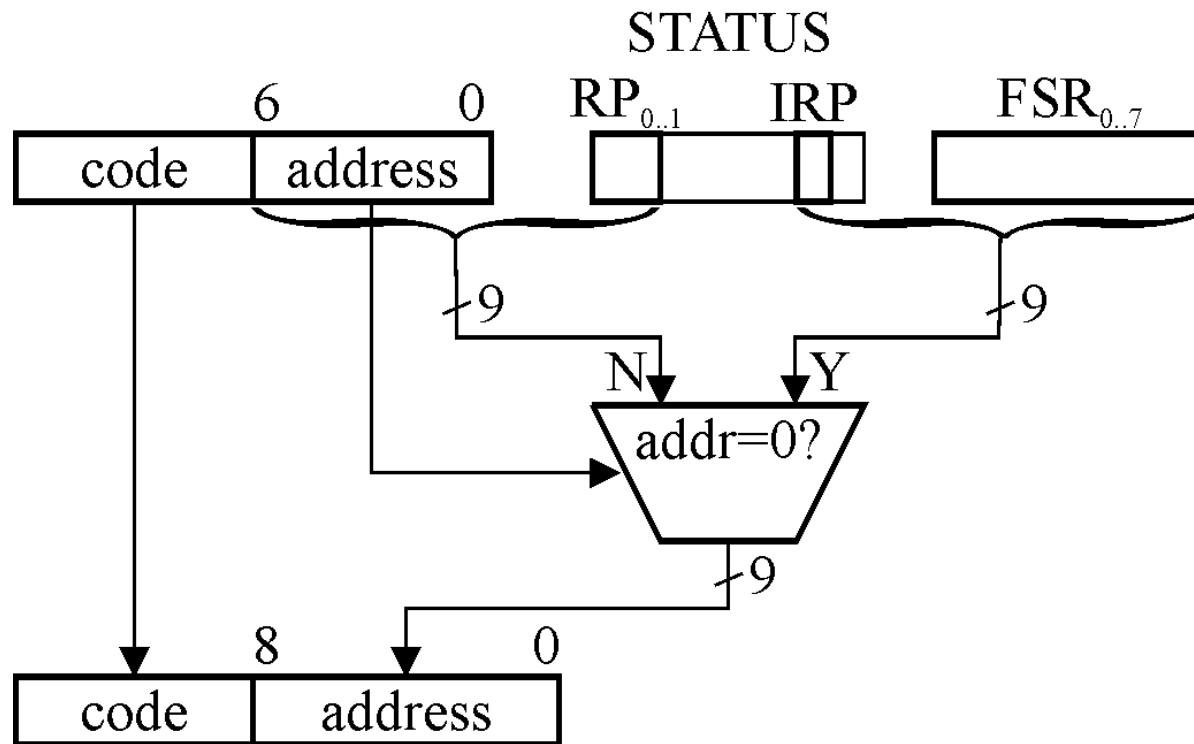 STATUS
6 0 RP0..1 IRP FSR0..7
code address
9 9
N Y
addr=0?
9
8 0
code address